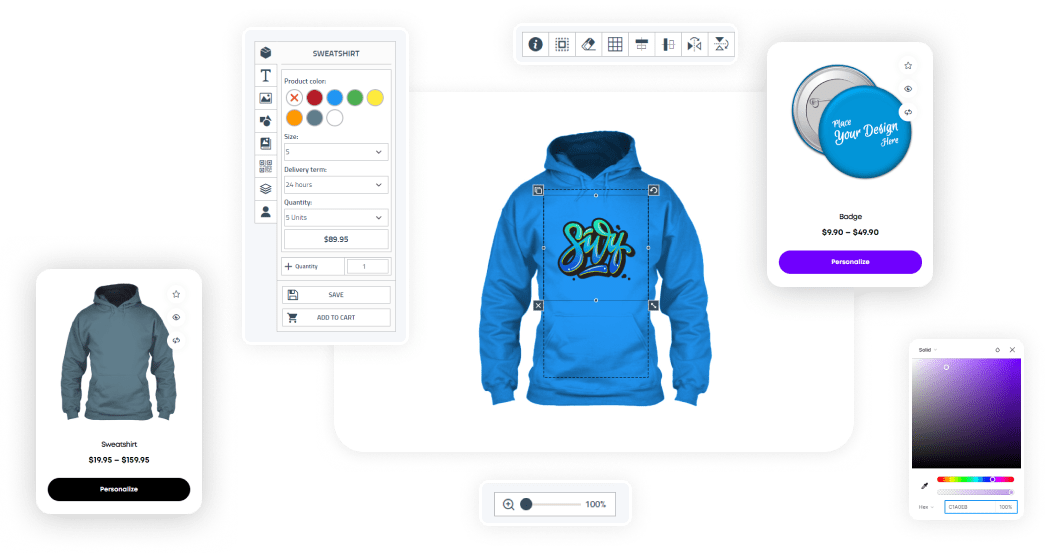 SWEATSHIRT
Product color:
Size:
S
Delivery term:
24 hours
Quantity:
5 Units
$89.95
Quantity
1
SAVE
ADD TO CART
Swy
Place
Your Design
Here
Badge
$9.90 – $49.90
Personalize
Sweatshirt
$19.95 – $159.95
Personalize
100%
Solid
Hex
C1A0EB
100%